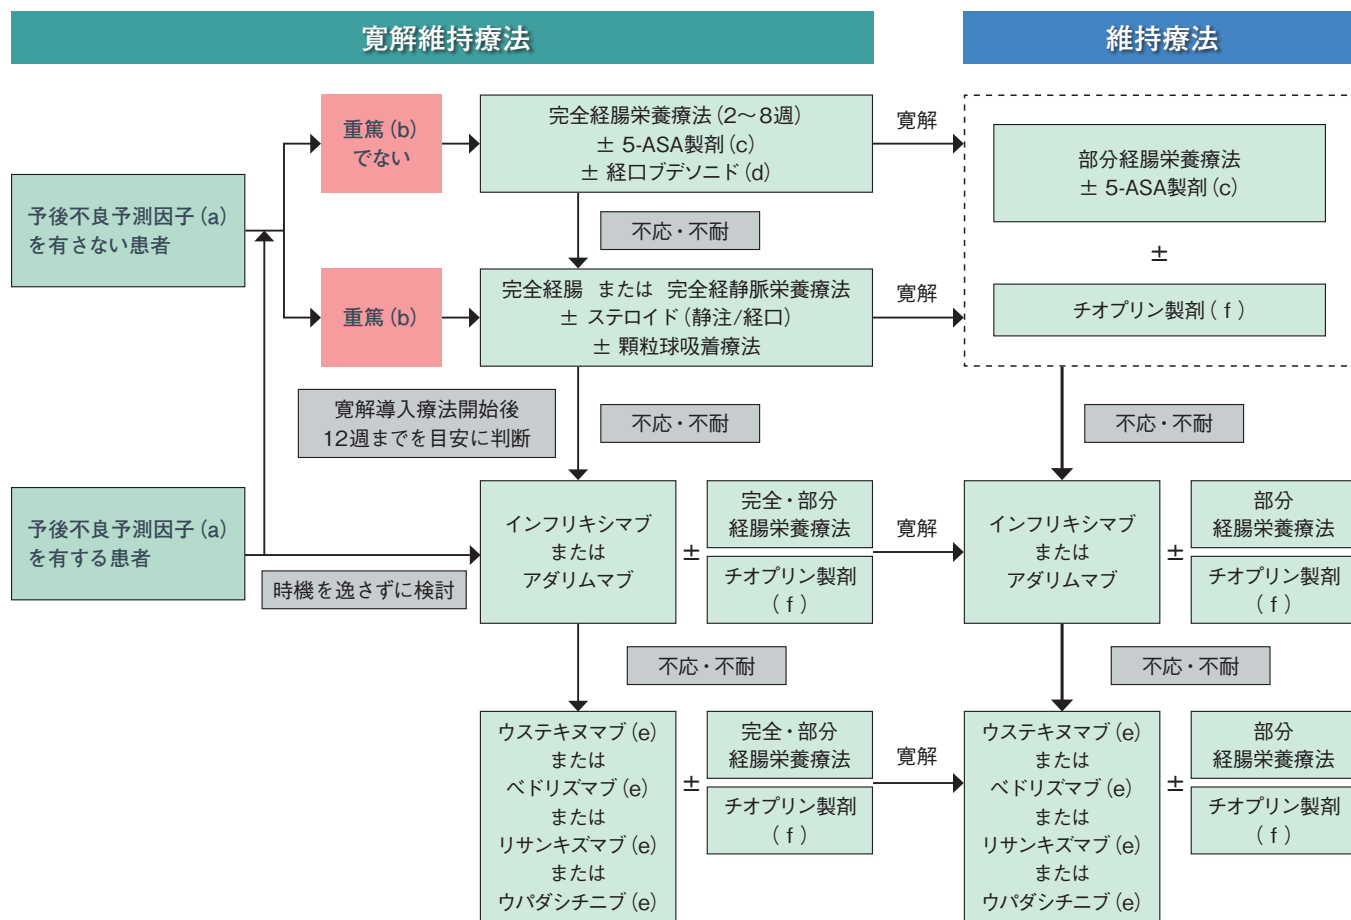 寛解維持療法
維持療法
重篤(b)
でない
完全経腸栄養療法(2〜8週)
± 5-ASA製剤(c)
± 経口ブデソニド(d)
寛解
部分経腸栄養療法
± 5-ASA製剤(c)
±
チオプリン製剤(f)
予後不良予測因子(a)
を有さない患者
不応・不耐
重篤(b)
完全経腸 または 完全経静脈栄養療法
± ステロイド(静注/経口)
± 顆粒球吸着療法
寛解
寛解導入療法開始後
12週までを目安に判断
不応・不耐
不応・不耐
予後不良予測因子(a)
を有する患者
時機を逸さずに検討
インフリキシマブ
または
アダリムマブ
±
完全・部分
経腸栄養療法
チオプリン製剤
(f)
寛解
インフリキシマブ
または
アダリムマブ
±
部分
経腸栄養療法
チオプリン製剤
(f)
不応・不耐
不応・不耐
ウステキヌマブ(e)
または
ベドリズマブ(e)
または
リサンキズマブ(e)
または
ウパダシチニブ(e)
±
完全・部分
経腸栄養療法
チオプリン製剤
(f)
寛解
ウステキヌマブ(e)
または
ベドリズマブ(e)
または
リサンキズマブ(e)
または
ウパダシチニブ(e)
±
部分
経腸栄養療法
チオプリン製剤
(f)